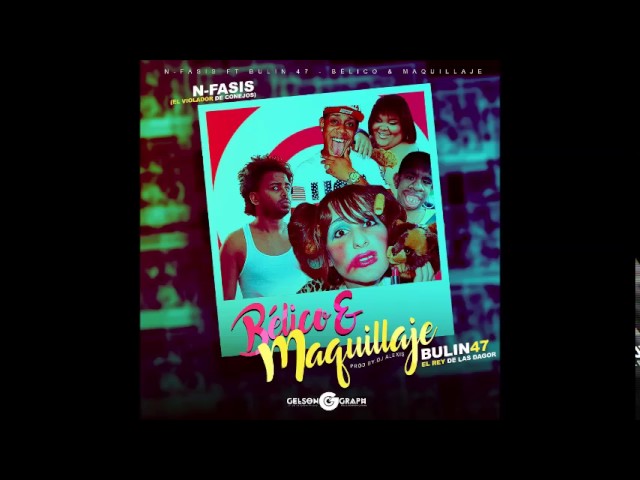 N-FASIS FT BULIN 47 - BELICO & MAQUILLAJE
N-FASIS
(EL VIOLADOR DE CONEJOS)
Bélico &
Maquillaje
PROD BY DJ ALEXIS
BULIN47
EL REY DE LAS DAGOR
GELSON G GRAPH